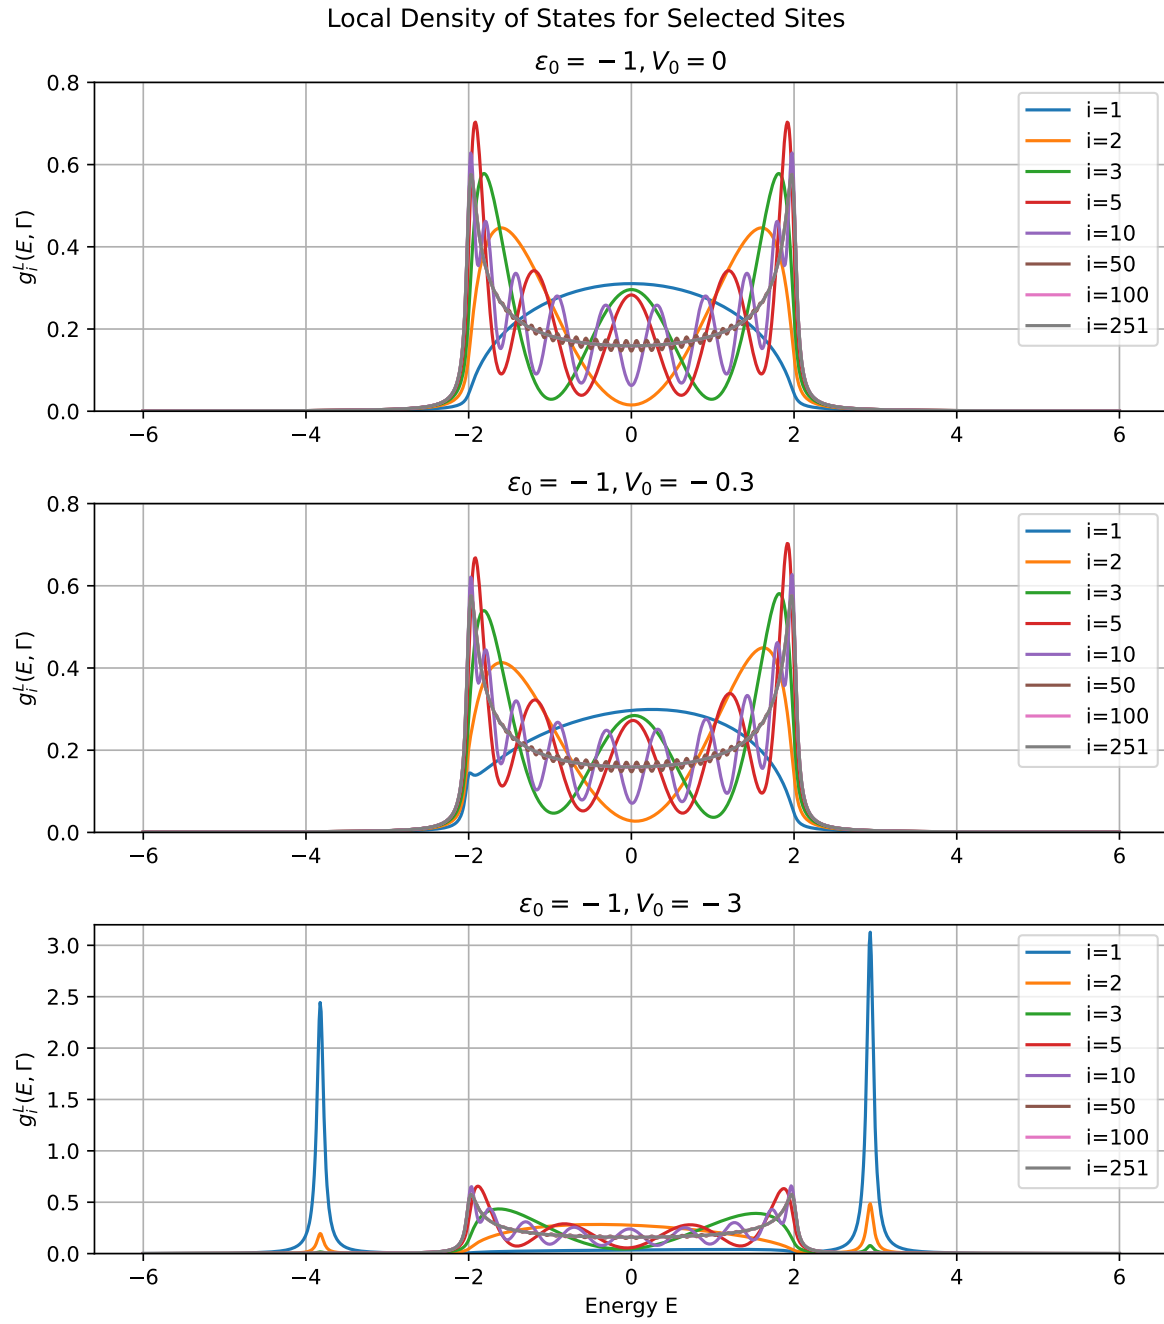 Local Density of States for Selected Sites
ε₀ = −1, V₀ = 0
0.8
0.6
0.4
0.2
0.0
gᵢᴸ(E, Γ)
−6 −4 −2 0 2 4 6
i=1
i=2
i=3
i=5
i=10
i=50
i=100
i=251
ε₀ = −1, V₀ = −0.3
0.8
0.6
0.4
0.2
0.0
gᵢᴸ(E, Γ)
−6 −4 −2 0 2 4 6
i=1
i=2
i=3
i=5
i=10
i=50
i=100
i=251
ε₀ = −1, V₀ = −3
3.0
2.5
2.0
1.5
1.0
0.5
0.0
gᵢᴸ(E, Γ)
−6 −4 −2 0 2 4 6
i=1
i=2
i=3
i=5
i=10
i=50
i=100
i=251
Energy E